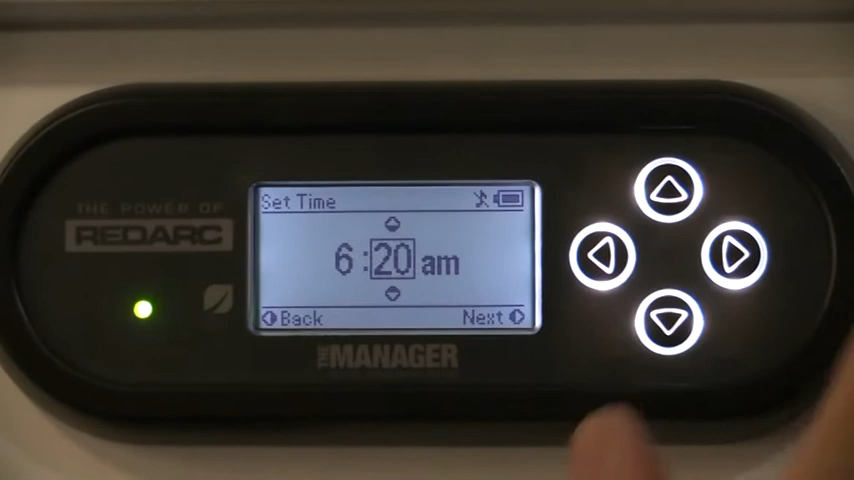 THE POWER OF
REDARC
Set Time
6:20 am
Back
Next
THE MANAGER